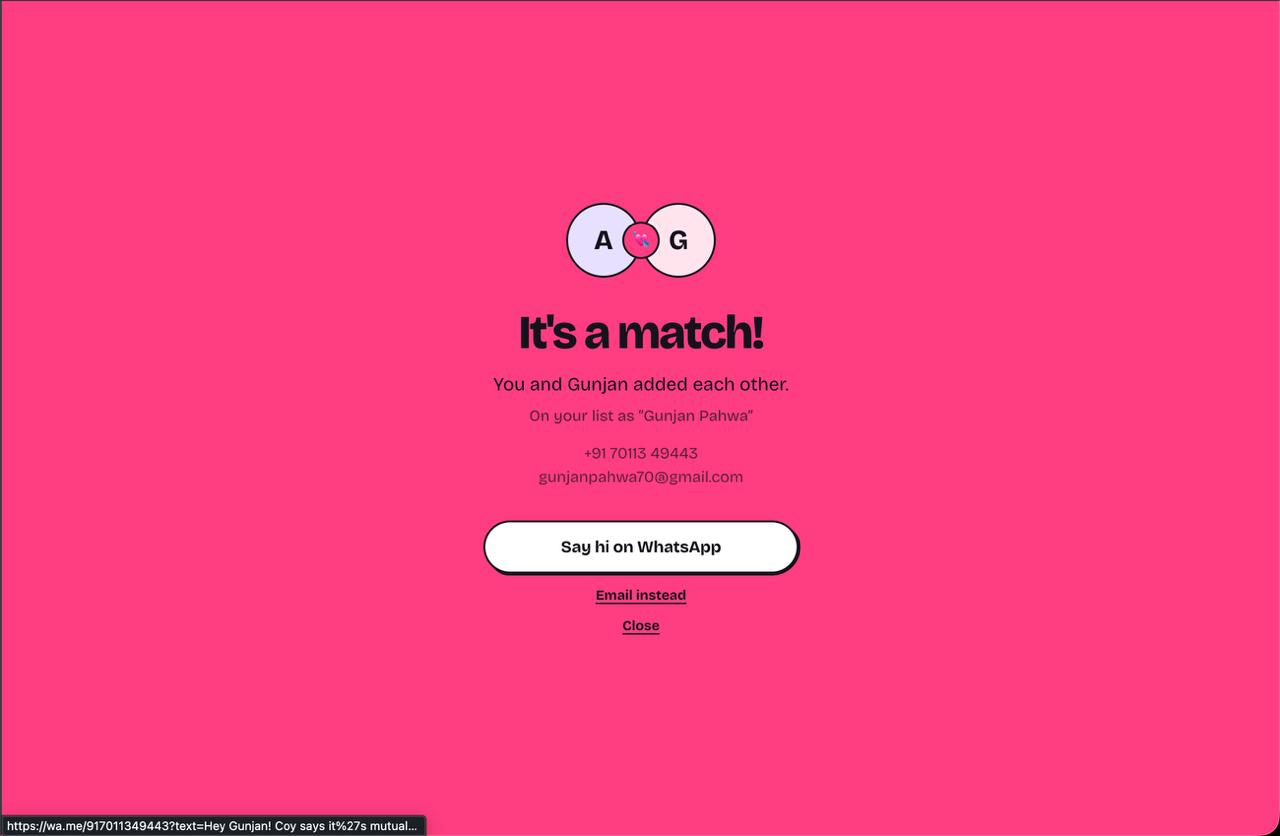 A 💘 G
It's a match!
You and Gunjan added each other.
On your list as "Gunjan Pahwa"
+91 70113 49443
gunjanpahwa70@gmail.com
Say hi on WhatsApp
Email instead
Close
https://wa.me/917011349443?text=Hey Gunjan! Coy says it%27s mutual...